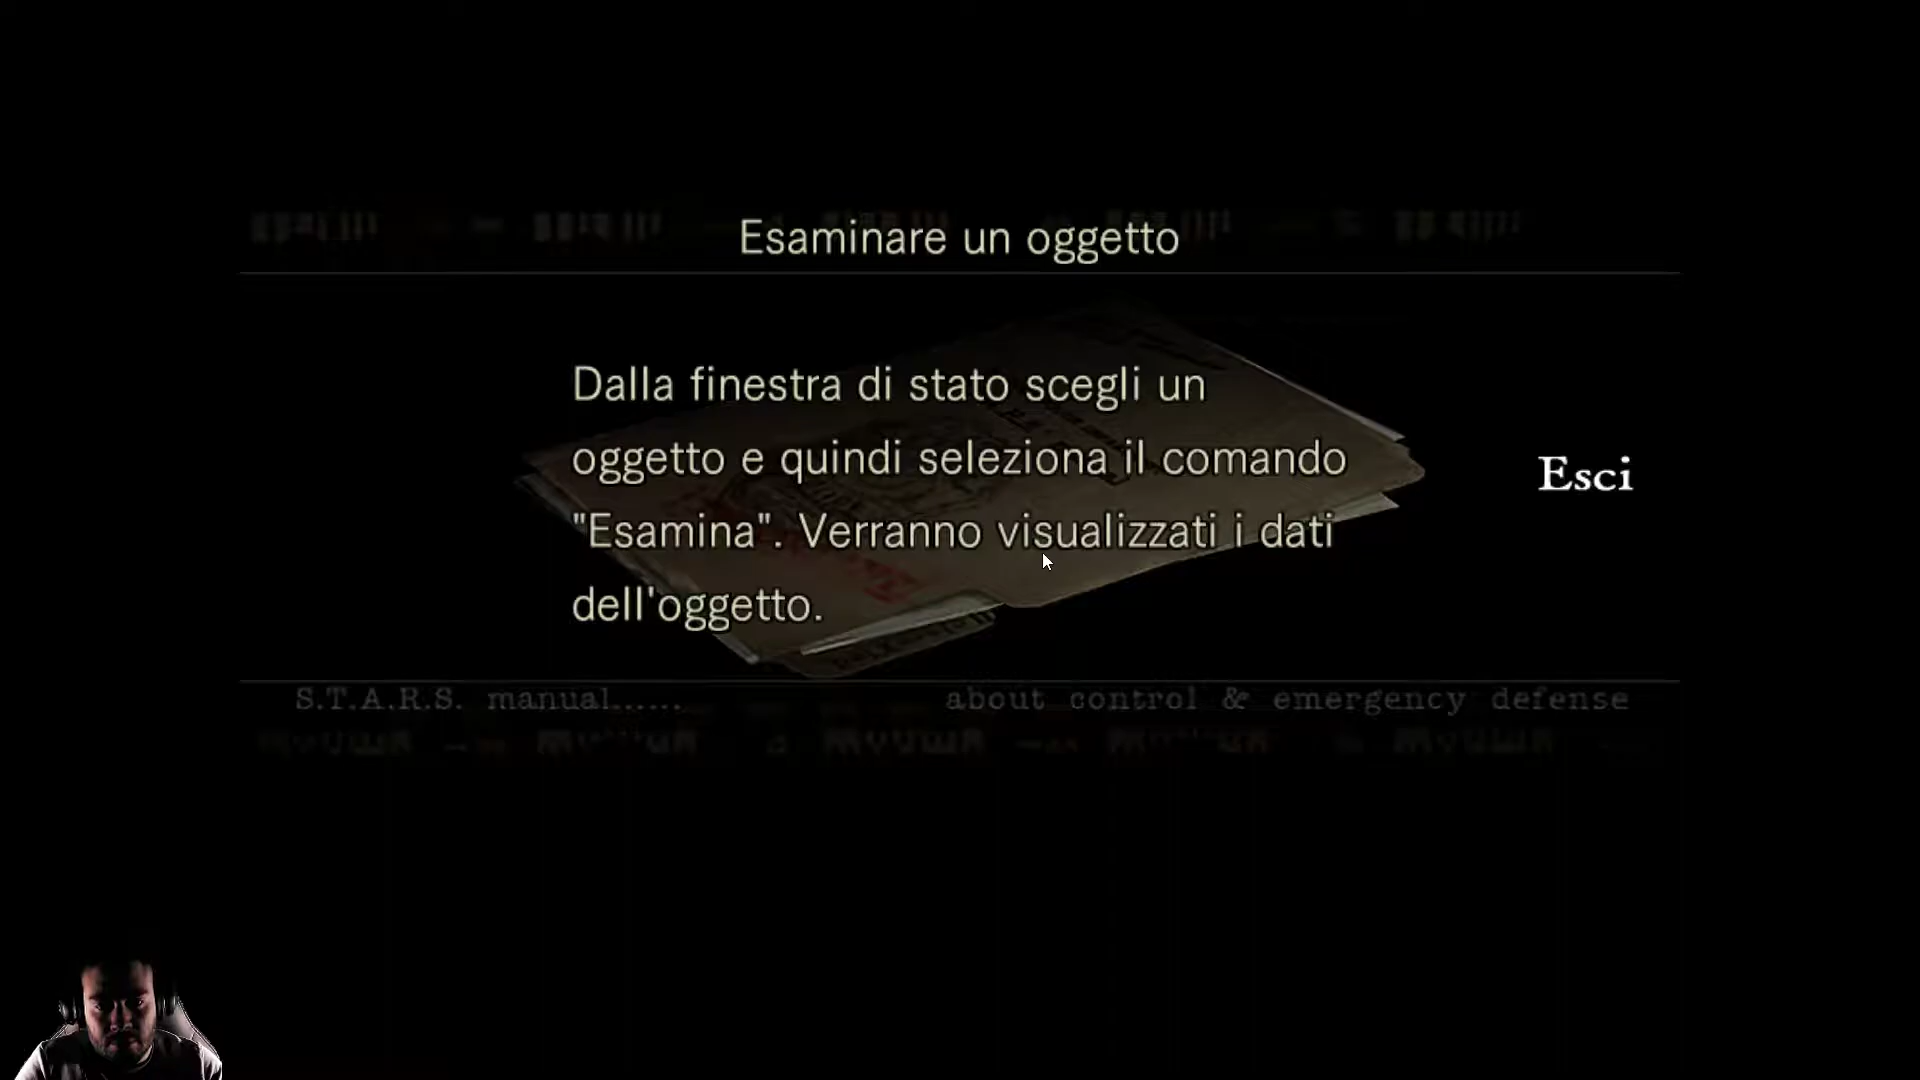 Esaminare un oggetto
Dalla finestra di stato scegli un
oggetto e quindi seleziona il comando
"Esamina". Verranno visualizzati i dati
dell'oggetto.
Esci
S.T.A.R.S. manual...... about control & emergency defense